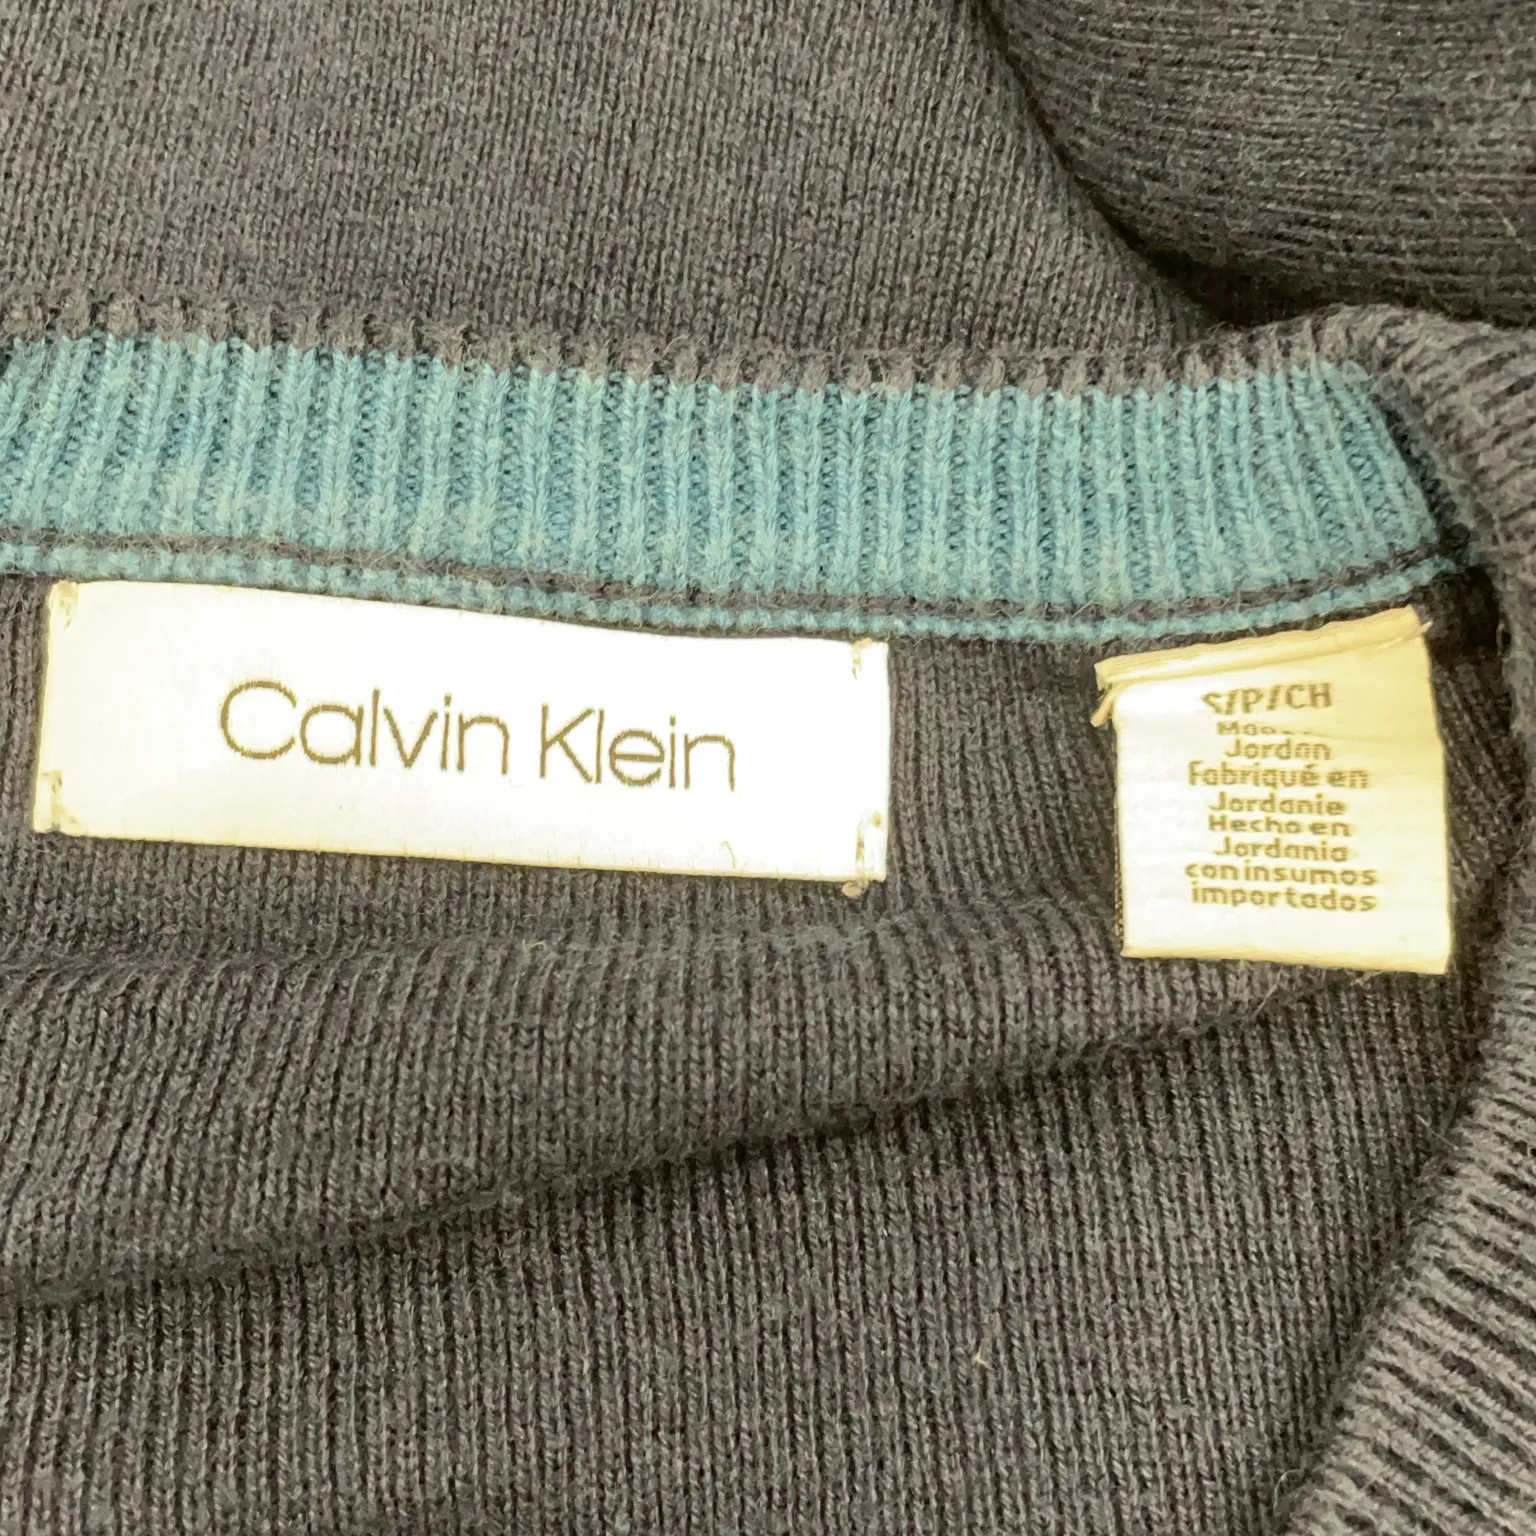 Calvin Klein
S/P/CH
Jordan
Fabriqué en
Jordanie
Hecho en
Jordania
con insumos
importados